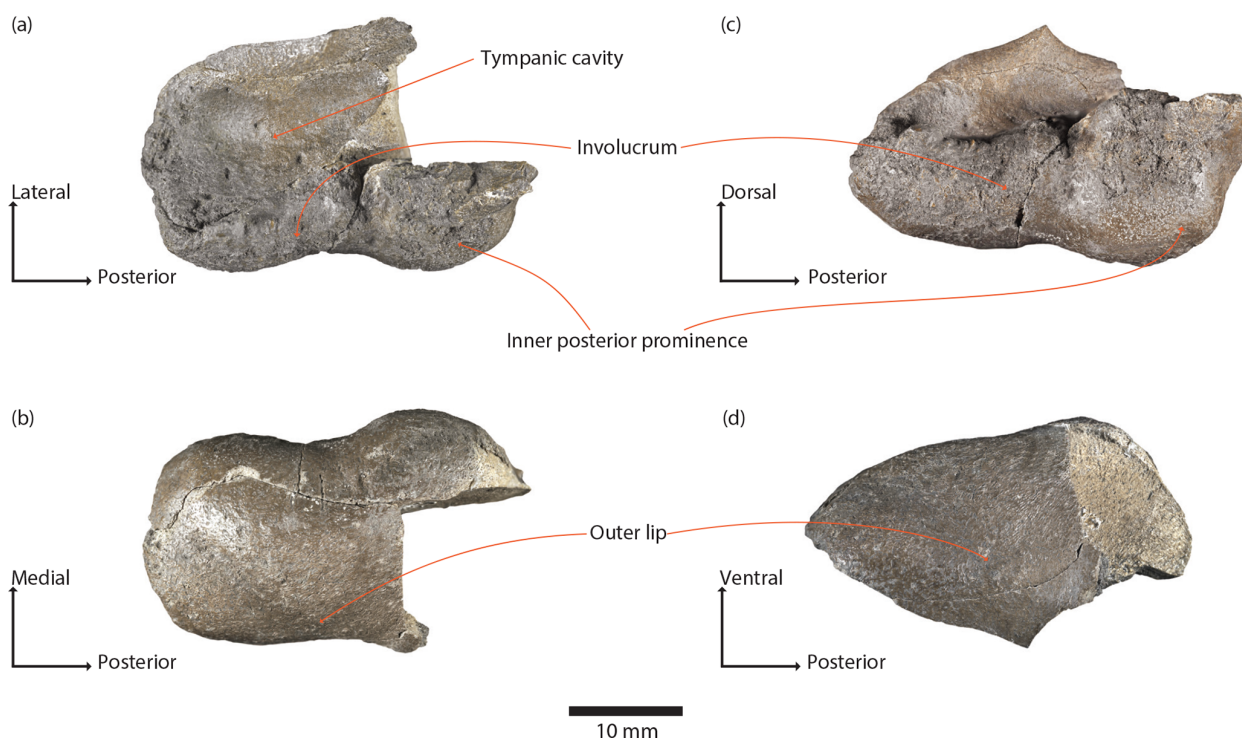 (a)
(c)
Tympanic cavity
Involucrum
Lateral
Posterior
Dorsal
Posterior
Inner posterior prominence
(b)
(d)
Outer lip
Medial
Posterior
Ventral
Posterior
10 mm